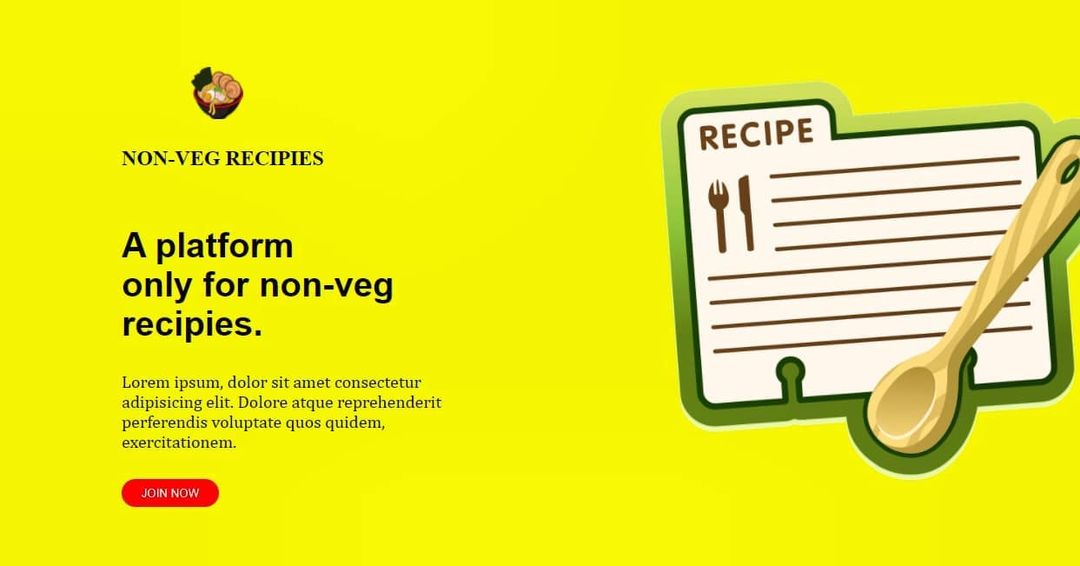 NON-VEG RECIPIES
A platform
only for non-veg
recipies.
Lorem ipsum, dolor sit amet consectetur
adipisicing elit. Dolore atque reprehenderit
perferendis voluptate quos quidem,
exercitationem.
JOIN NOW
RECIPE